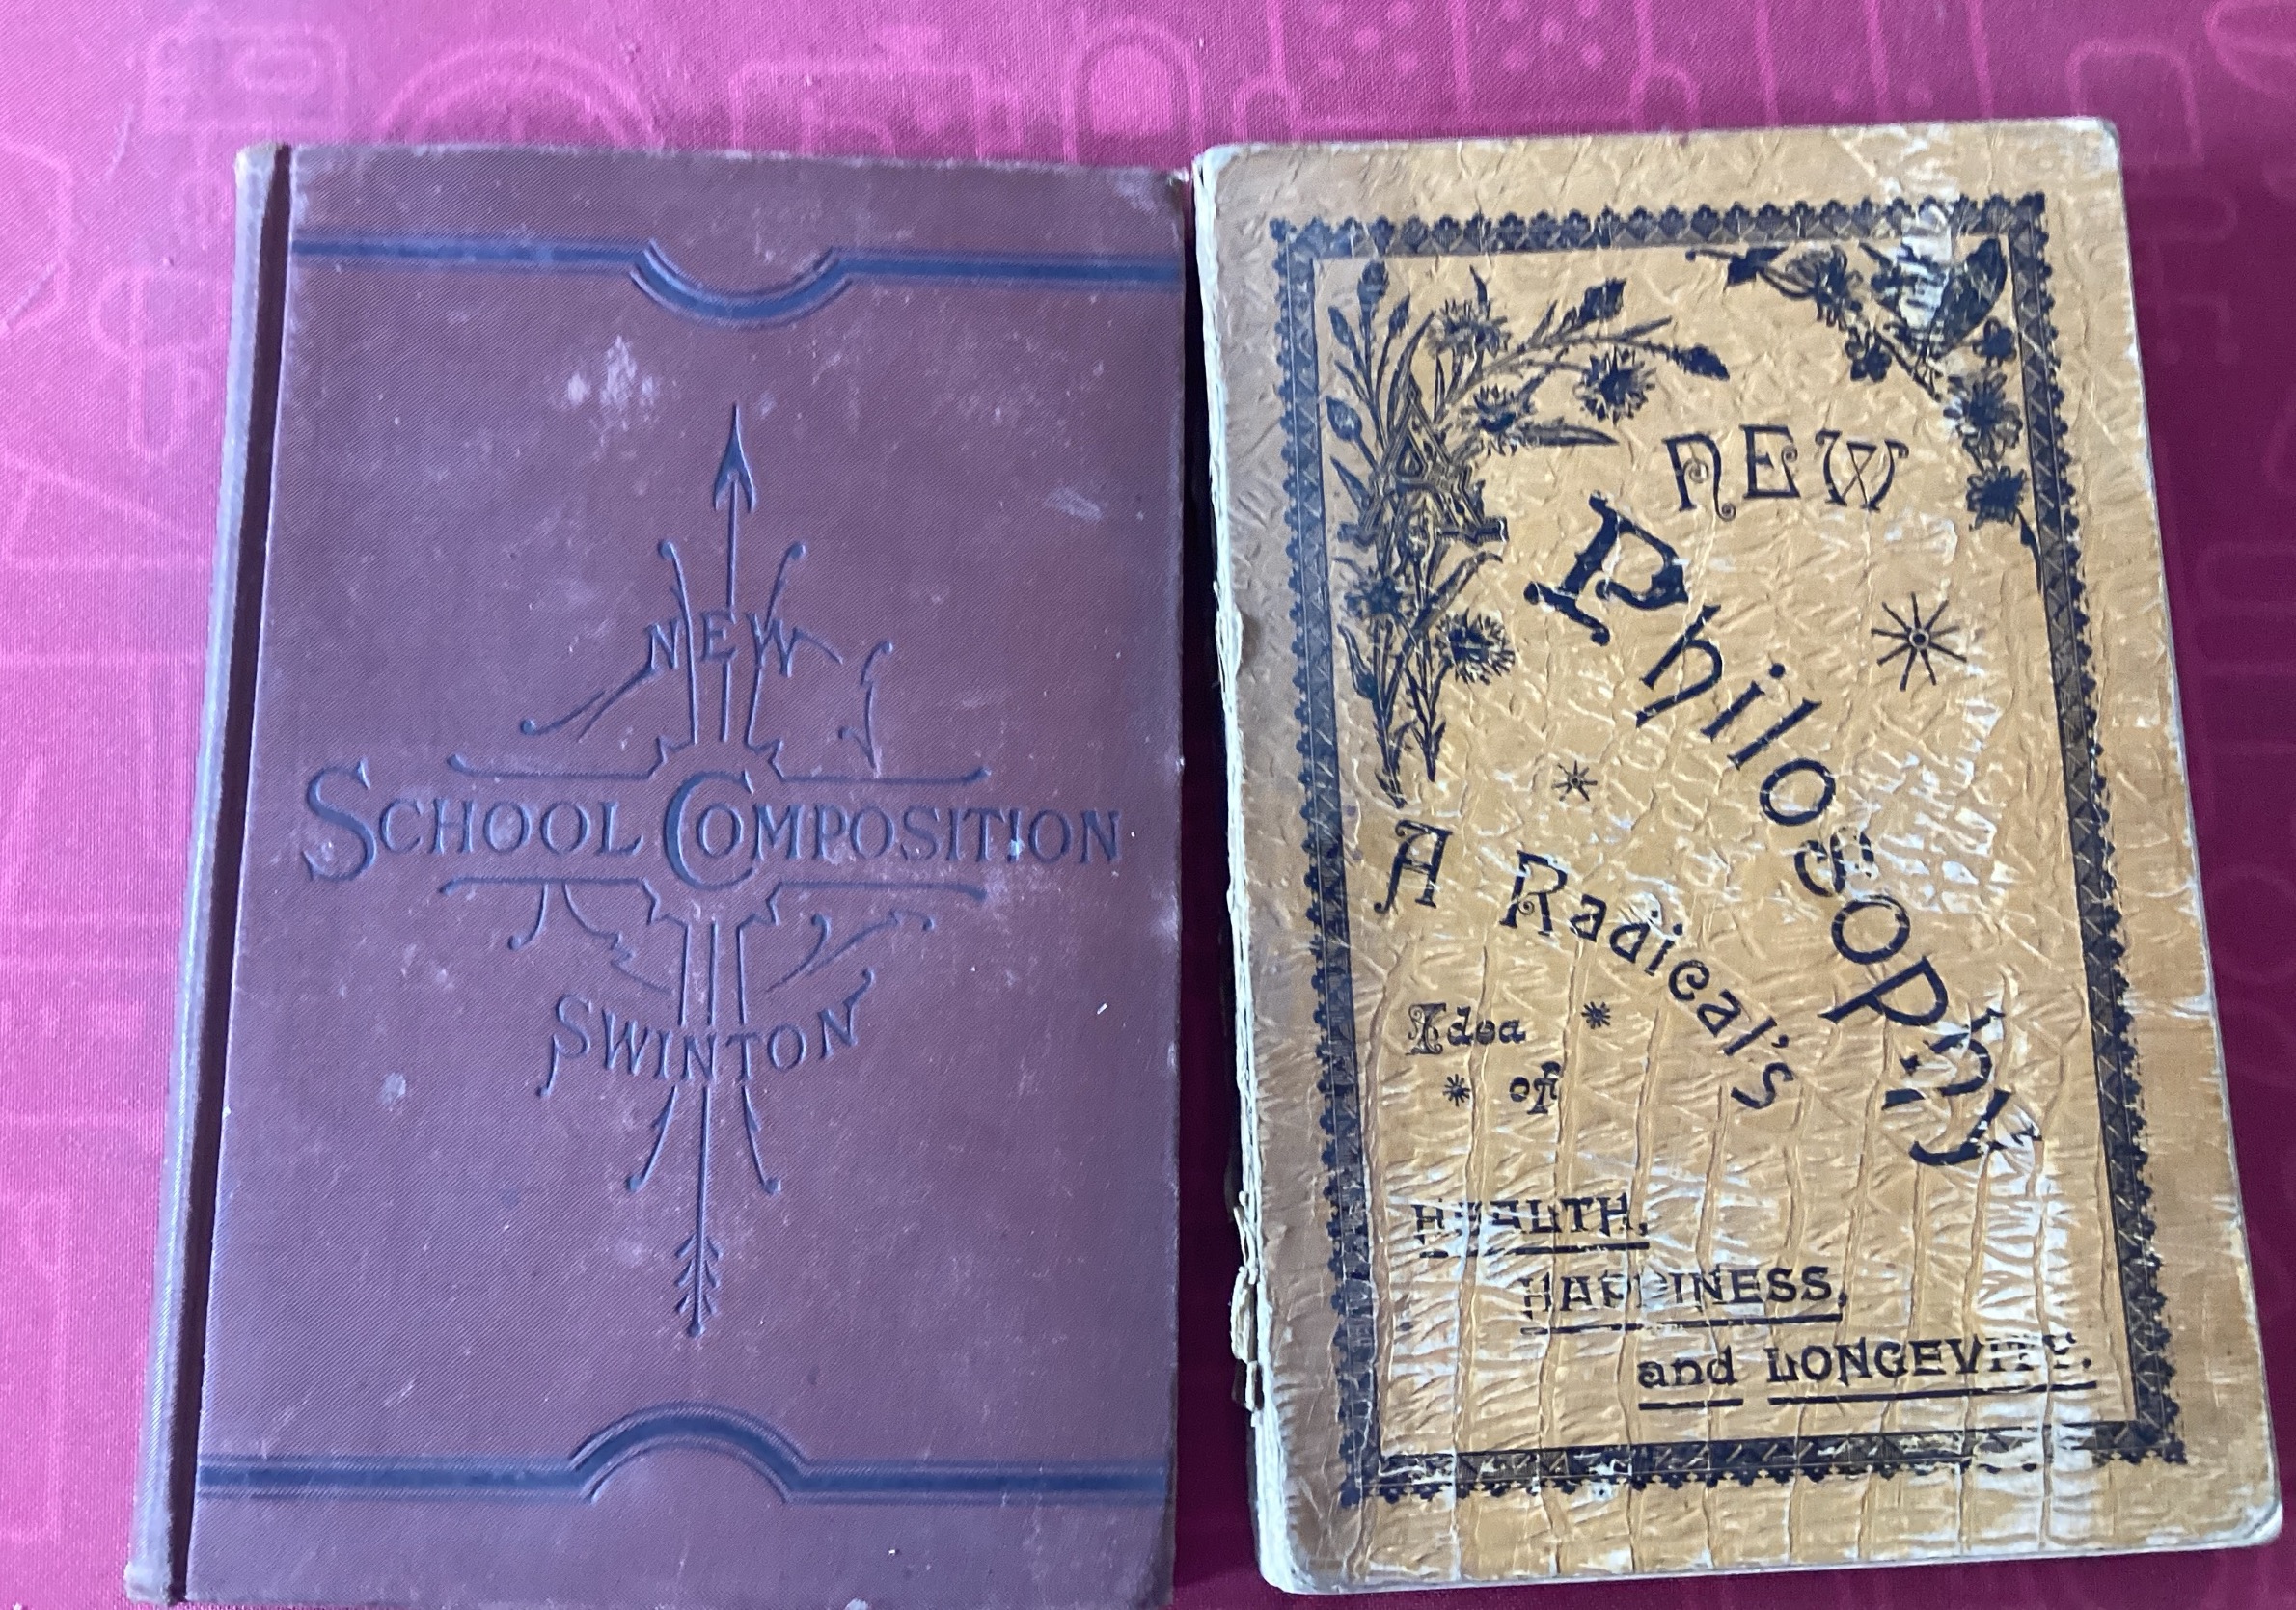 NEW
SCHOOL COMPOSITION
SWINTON
A
NEW
Philosophy
A Radical's
Idea
of
HEALTH,
HAPPINESS,
and LONGEVITY.